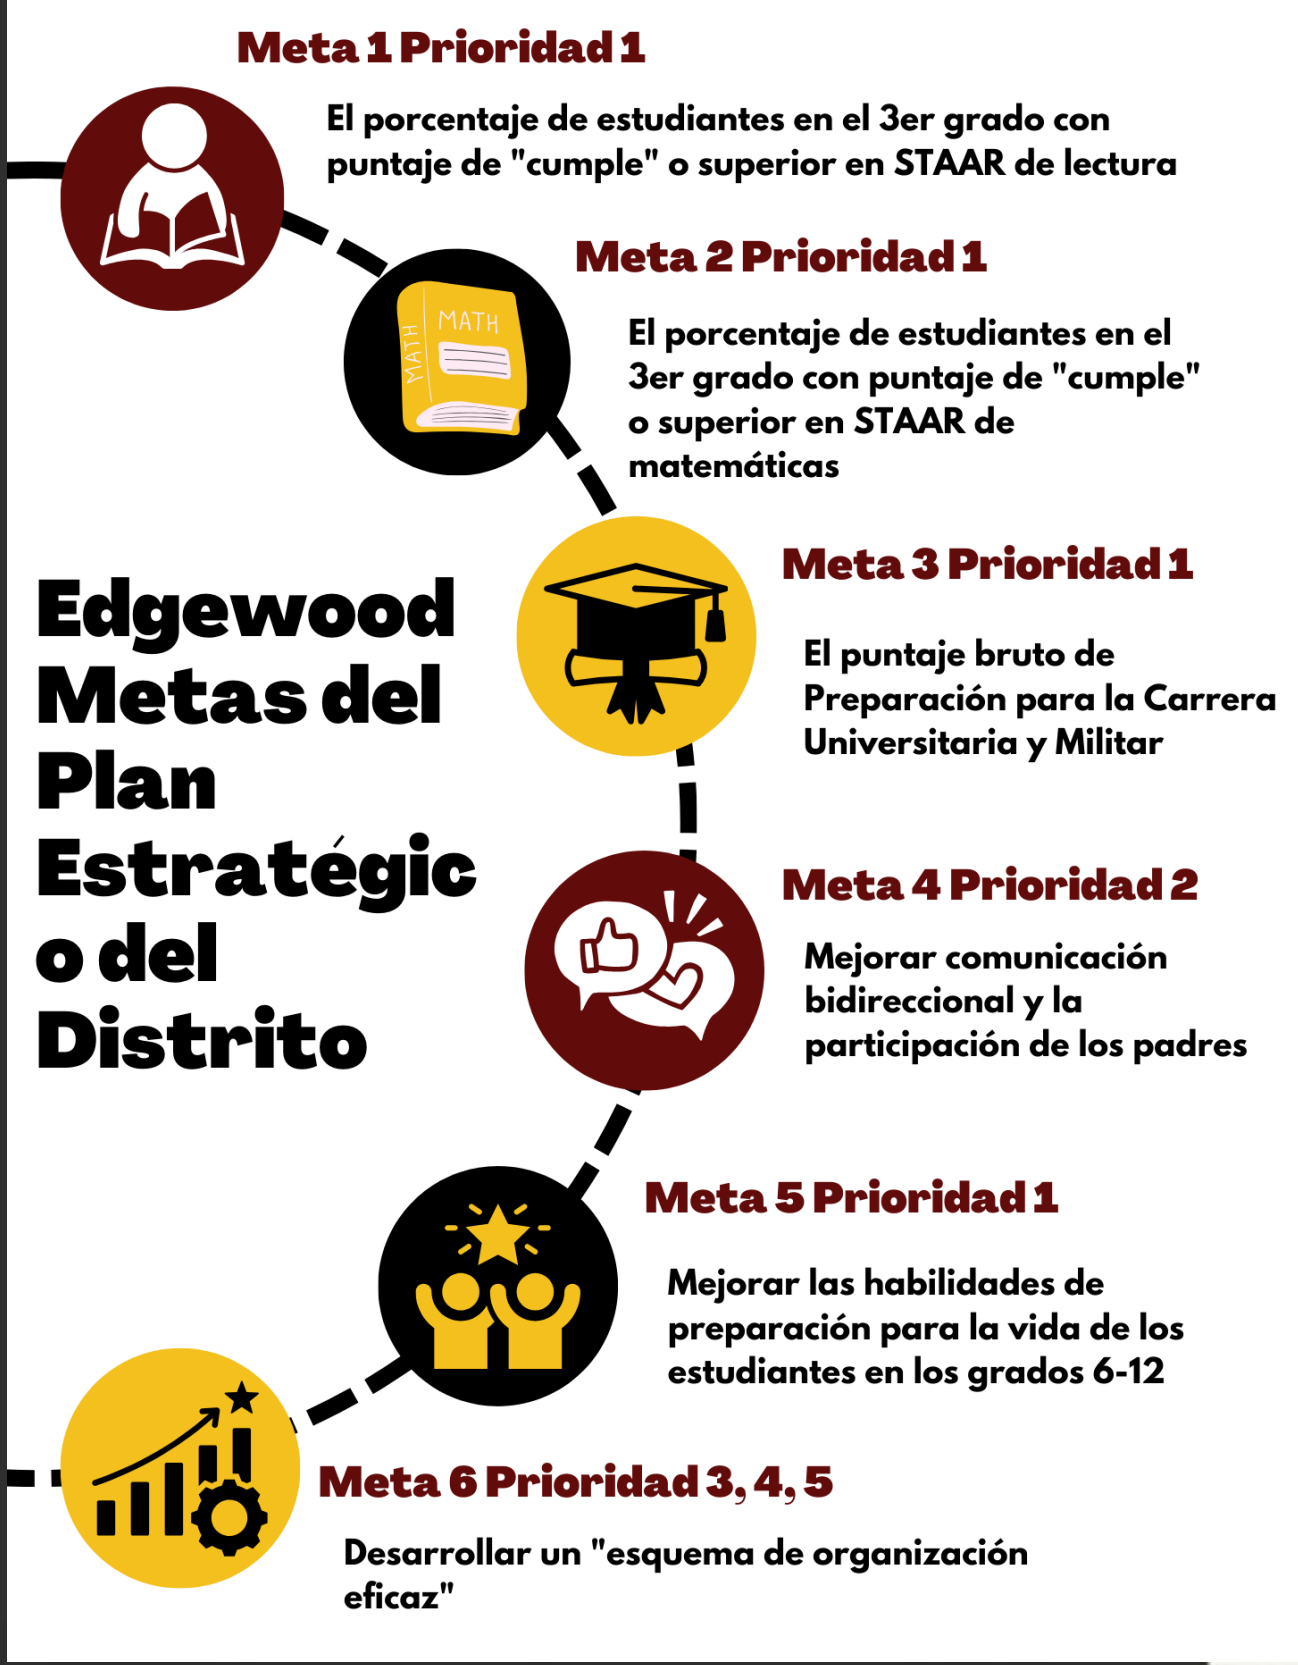 Meta 1 Prioridad 1
El porcentaje de estudiantes en el 3er grado con
puntaje de "cumple" o superior en STAAR de lectura
Meta 2 Prioridad 1
MATH
MATH
El porcentaje de estudiantes en el
3er grado con puntaje de "cumple"
o superior en STAAR de
matemáticas
Edgewood
Metas del
Plan
Estratégic
o del
Distrito
Meta 3 Prioridad 1
El puntaje bruto de
Preparación para la Carrera
Universitaria y Militar
Meta 4 Prioridad 2
Mejorar comunicación
bidireccional y la
participación de los padres
Meta 5 Prioridad 1
Mejorar las habilidades de
preparación para la vida de los
estudiantes en los grados 6-12
Meta 6 Prioridad 3, 4, 5
Desarrollar un "esquema de organización
eficaz"